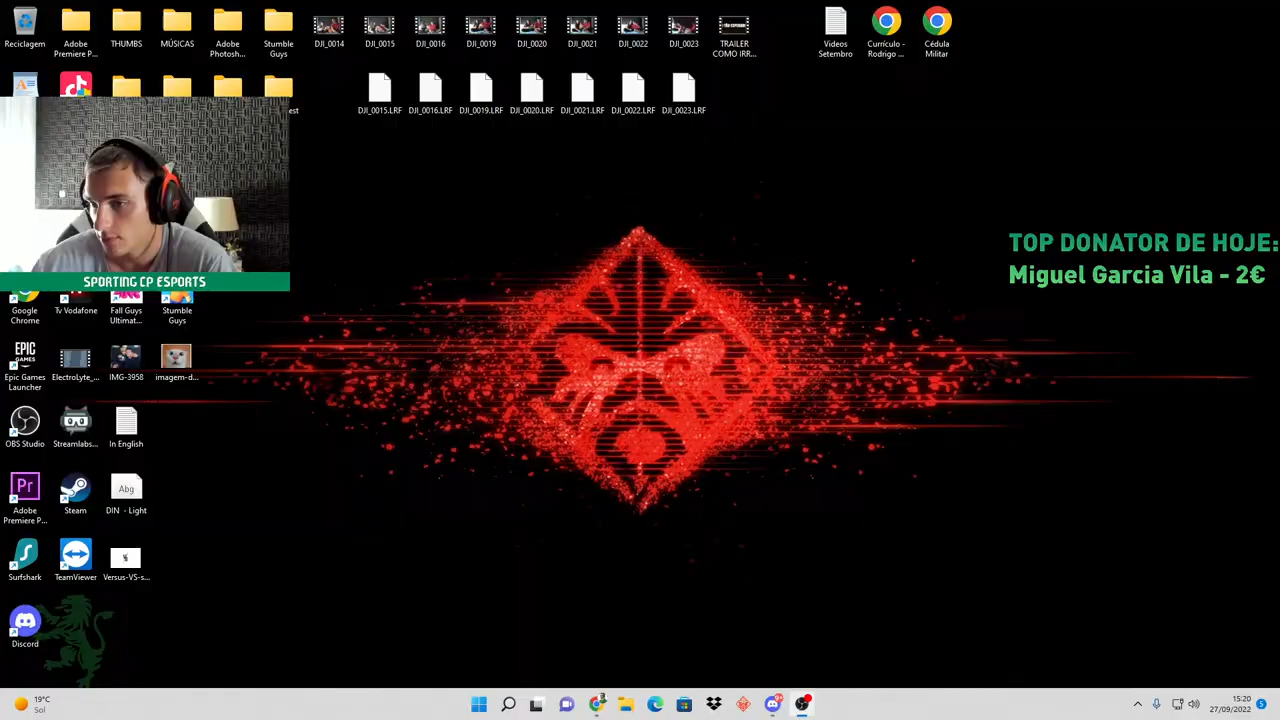 Reciclagem
Adobe
Premiere P...
THUMBS
MÚSICAS
Adobe
Photosh...
Stumble
Guys
DJI_0014
DJI_0015
DJI_0016
DJI_0019
DJI_0020
DJI_0021
DJI_0022
DJI_0023
TRAILER
COMO IRR...
Videos
Setembro
Currículo -
Rodrigo ...
Cédula
Militar
est
DJI_0015.LRF
DJI_0016.LRF
DJI_0019.LRF
DJI_0020.LRF
DJI_0021.LRF
DJI_0022.LRF
DJI_0023.LRF
TOP DONATOR DE HOJE:
Miguel Garcia Vila - 2€
SPORTING CP ESPORTS
Google
Chrome
Tv Vodafone
Fall Guys
Ultimat...
Stumble
Guys
EPIC
GAMES
Epic Games
Launcher
ElectroLyte_...
IMG-3958
imagem-d...
OBS Studio
Streamlabs...
In English
Pr
Adobe
Premiere P...
Steam
Abg
DIN - Light
Surfshark
TeamViewer
Versus-VS-s...
Discord
19°C
Sol
15:20
27/09/2022
5